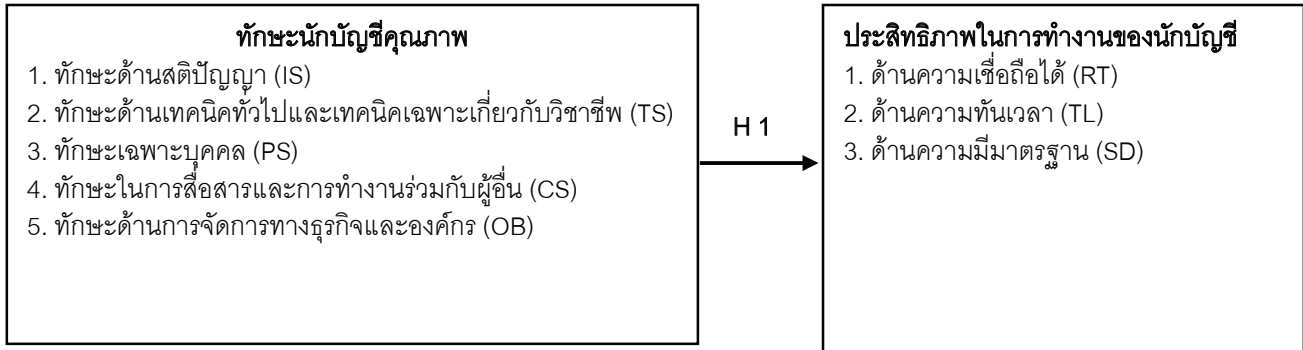 ทักษะนักบัญชีคุณภาพ
1. ทักษะด้านสติปัญญา (IS)
2. ทักษะด้านเทคนิคทั่วไปและเทคนิคเฉพาะเกี่ยวกับวิชาชีพ (TS)
3. ทักษะเฉพาะบุคคล (PS)
4. ทักษะในการสื่อสารและการทำงานร่วมกับผู้อื่น (CS)
5. ทักษะด้านการจัดการทางธุรกิจและองค์กร (OB)
H 1
ประสิทธิภาพในการทำงานของนักบัญชี
1. ด้านความเชื่อถือได้ (RT)
2. ด้านความทันเวลา (TL)
3. ด้านความมีมาตรฐาน (SD)